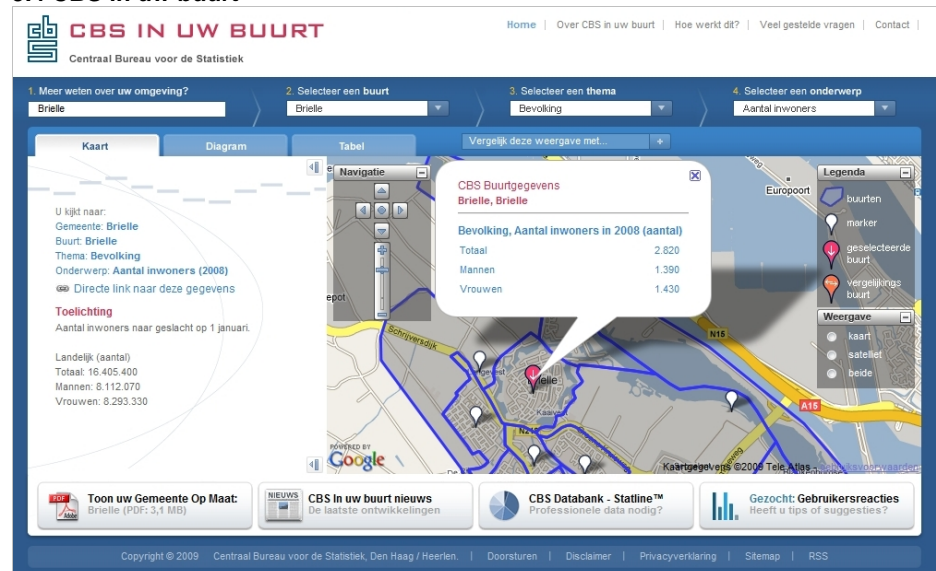 CBS IN UW BUURT
Centraal Bureau voor de Statistiek
Home | Over CBS in uw buurt | Hoe werkt dit? | Veel gestelde vragen | Contact |
1. Meer weten over uw omgeving?
Brielle
2. Selecteer een buurt
Brielle
3. Selecteer een thema
Bevolking
4. Selecteer een onderwerp
Aantal inwoners
Kaart
Diagram
Tabel
Vergelijk deze weergave met... +
U kijkt naar:
Gemeente: Brielle
Buurt: Brielle
Thema: Bevolking
Onderwerp: Aantal inwoners (2008)
Directe link naar deze gegevens
Toelichting
Aantal inwoners naar geslacht op 1 januari.
Landelijk (aantal)
Totaal: 16.405.400
Mannen: 8.112.070
Vrouwen: 8.293.330
Navigatie
CBS Buurtgegevens
Brielle, Brielle
Bevolking, Aantal inwoners in 2008 (aantal)
Totaal 2.820
Mannen 1.390
Vrouwen 1.430
Europoort
epot
Schrijversdijk
N15
A15
Kaaivest
POWERED BY
Google
Kaartgegevens ©2009 Tele Atlas - gebruiksvoorwaarden
Legenda
buurten
marker
geselecteerde
buurt
vergelijkings
buurt
Weergave
kaart
satelliet
beide
PDF
Adobe
Toon uw Gemeente Op Maat:
Brielle (PDF: 3,1 MB)
NIEUWS
CBS In uw buurt nieuws
De laatste ontwikkelingen
CBS Databank - Statline™
Professionele data nodig?
Gezocht: Gebruikersreacties
Heeft u tips of suggesties?
Copyright © 2009 Centraal Bureau voor de Statistiek, Den Haag / Heerlen. | Doorsturen | Disclaimer | Privacyverklaring | Sitemap | RSS